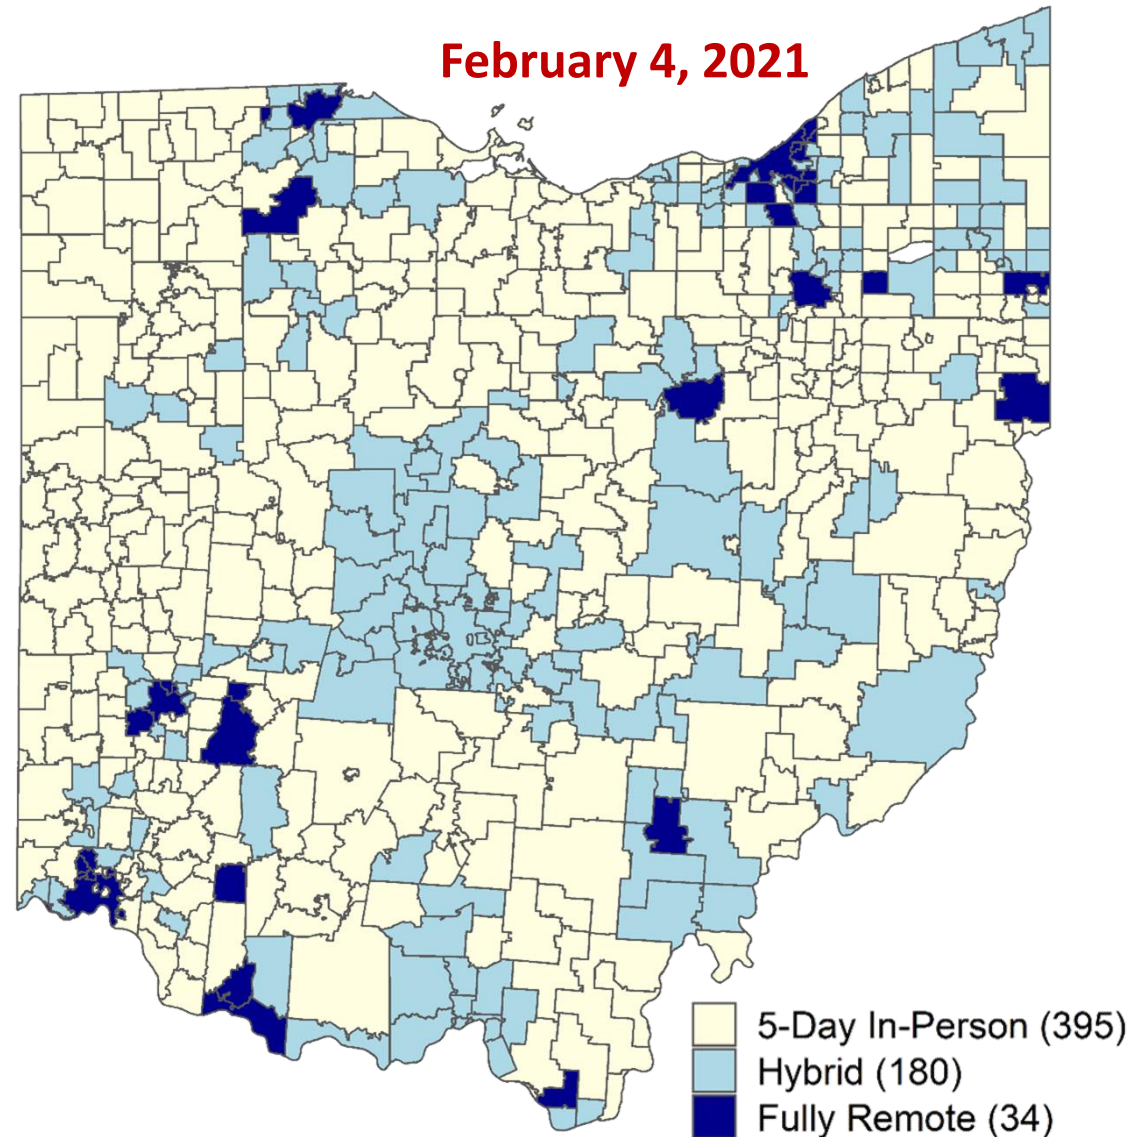 February 4, 2021
5-Day In-Person (395)
Hybrid (180)
Fully Remote (34)